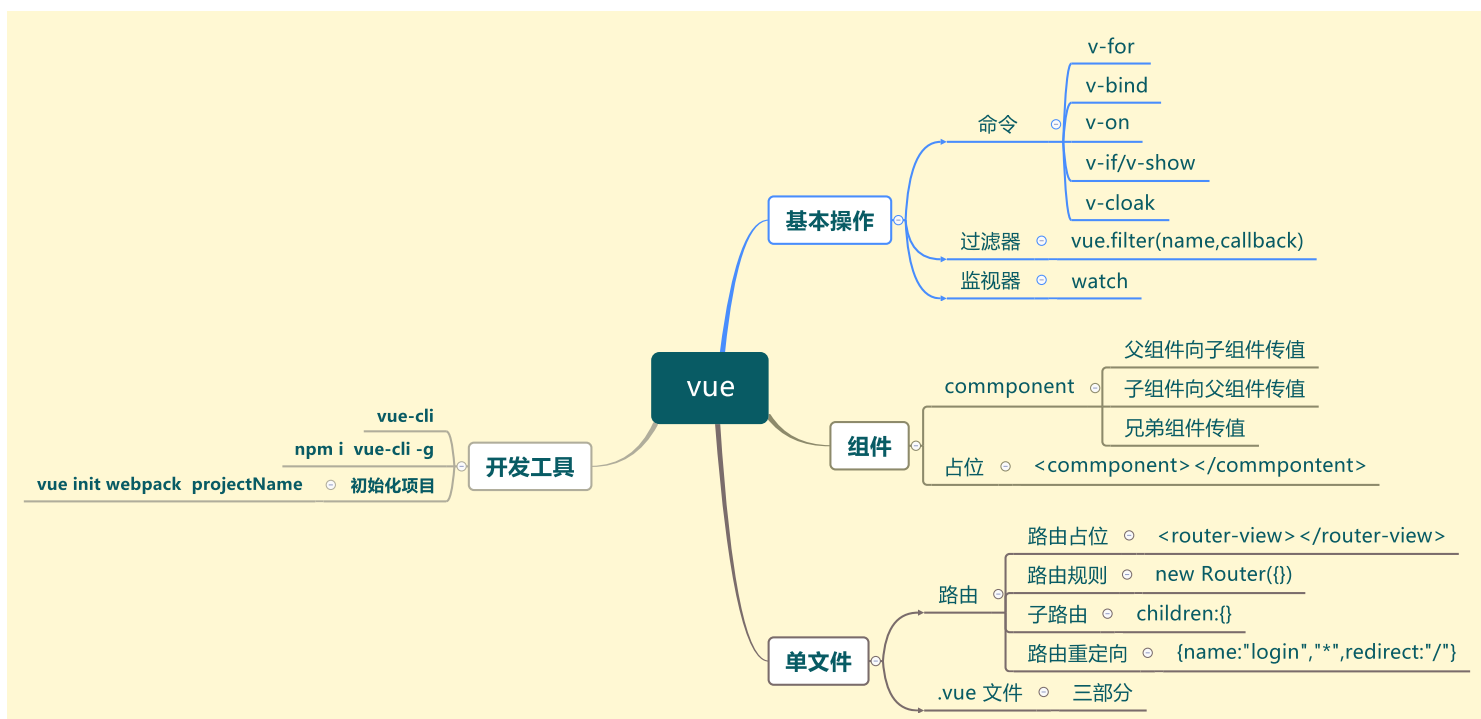 vue
基本操作
命令
v-for
v-bind
v-on
v-if/v-show
v-cloak
过滤器
vue.filter(name,callback)
监视器
watch
组件
commponent
父组件向子组件传值
子组件向父组件传值
兄弟组件传值
占位
<commponent></commpontent>
单文件
路由
路由占位
<router-view></router-view>
路由规则
new Router({})
子路由
children:{}
路由重定向
{name:"login","*",redirect:"/"}
.vue 文件
三部分
开发工具
vue-cli
npm i  vue-cli -g
初始化项目
vue init webpack  projectName